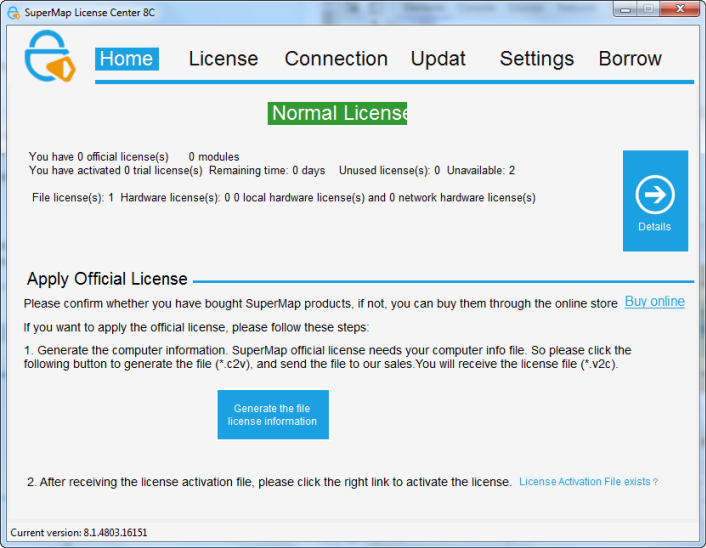 SuperMap License Center 8C
Home License Connection Updat Settings Borrow
Normal License
You have 0 official license(s) 0 modules
You have activated 0 trial license(s) Remaining time: 0 days Unused license(s): 0 Unavailable: 2
File license(s): 1 Hardware license(s): 0 0 local hardware license(s) and 0 network hardware license(s)
Details
Apply Official License
Please confirm whether you have bought SuperMap products, if not, you can buy them through the online store Buy online
If you want to apply the official license, please follow these steps:
1. Generate the computer information. SuperMap official license needs your computer info file. So please click the
following button to generate the file (*.c2v), and send the file to our sales.You will receive the license file (*.v2c).
Generate the file
license information
2. After receiving the license activation file, please click the right link to activate the license. License Activation File exists ?
Current version: 8.1.4803.16151